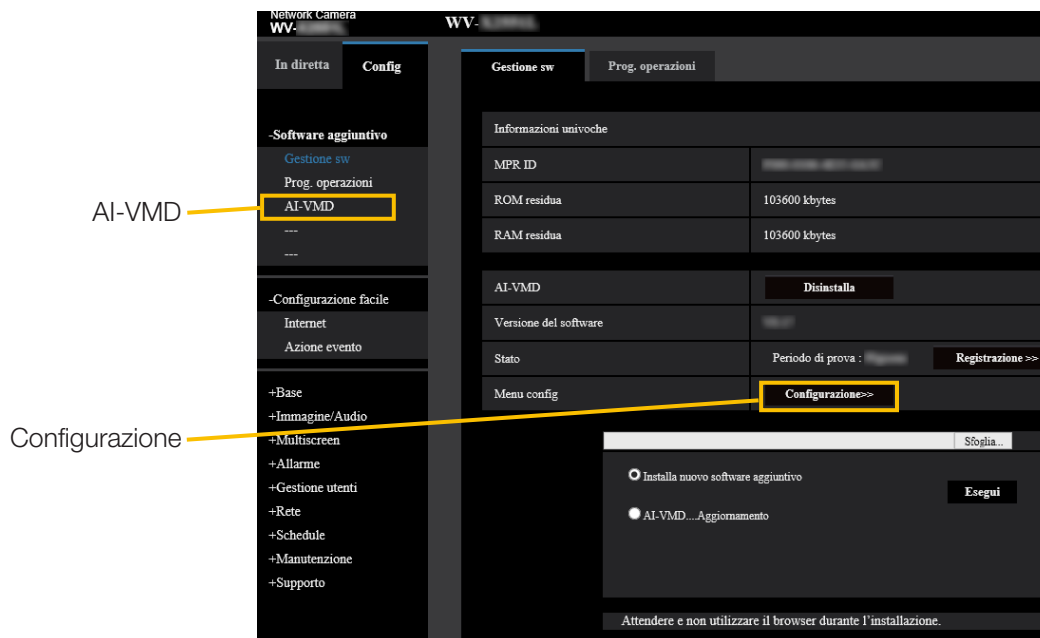 Network Camera
WV-
WV-
In diretta
Config
Gestione sw
Prog. operazioni
-Software aggiuntivo
Gestione sw
Prog. operazioni
AI-VMD
---
---
AI-VMD
-Configurazione facile
Internet
Azione evento
+Base
+Immagine/Audio
+Multiscreen
+Allarme
+Gestione utenti
+Rete
+Schedule
+Manutenzione
+Supporto
Configurazione
Informazioni univoche
MPR ID
ROM residua 103600 kbytes
RAM residua 103600 kbytes
AI-VMD Disinstalla
Versione del software
Stato Periodo di prova : Registrazione >>
Menu config Configurazione>>
Sfoglia...
Installa nuovo software aggiuntivo
Esegui
AI-VMD....Aggiornamento
Attendere e non utilizzare il browser durante l'installazione.